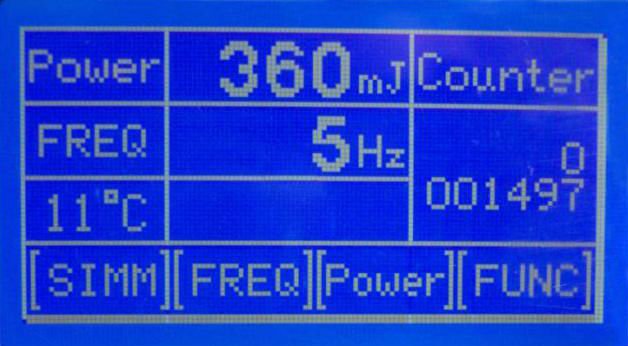 Power 360mJ Counter
FREQ 5Hz 0
11°C 001497
[SIMM][FREQ][Power][FUNC]